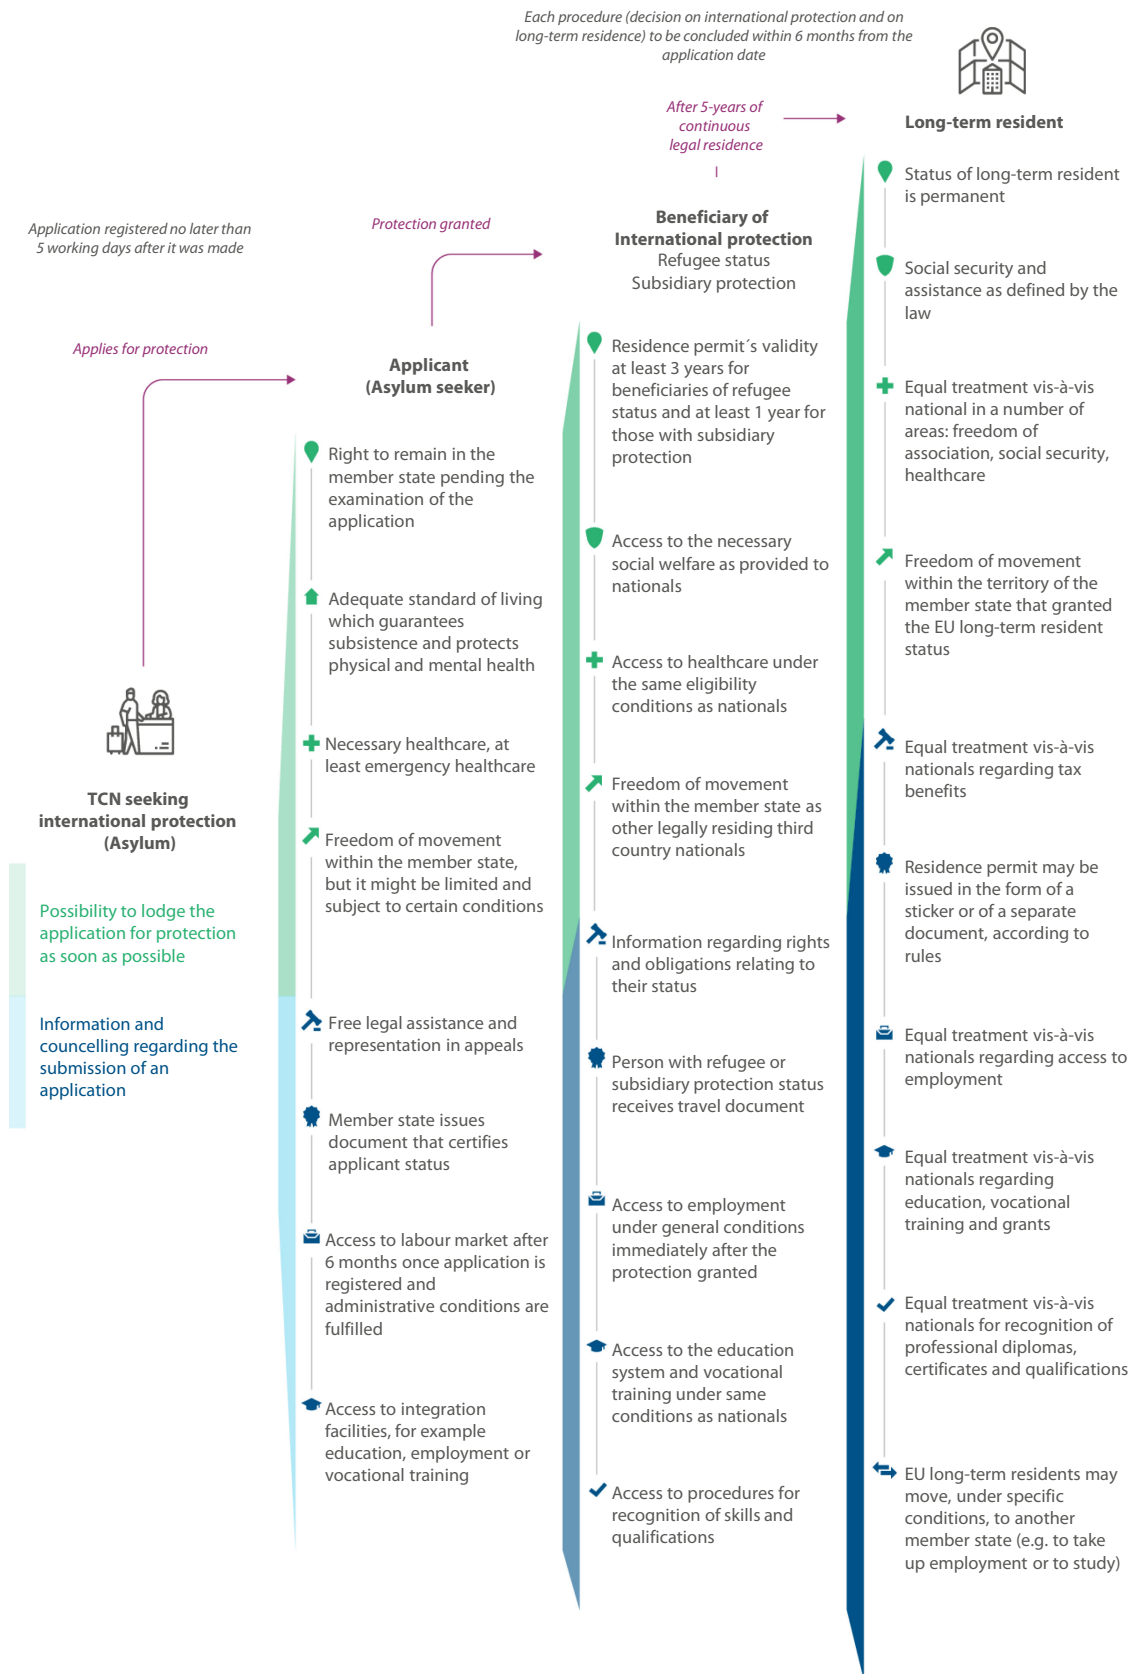 Each procedure (decision on international protection and on
long-term residence) to be concluded within 6 months from the
application date
After 5-years of
continuous
legal residence
Long-term resident
Status of long-term resident
is permanent
Social security and
assistance as defined by the
law
Equal treatment vis-à-vis
national in a number of
areas: freedom of
association, social security,
healthcare
Freedom of movement
within the territory of the
member state that granted
the EU long-term resident
status
Equal treatment vis-à-vis
nationals regarding tax
benefits
Residence permit may be
issued in the form of a
sticker or of a separate
document, according to
rules
Equal treatment vis-à-vis
nationals regarding access to
employment
Equal treatment vis-à-vis
nationals regarding
education, vocational
training and grants
Equal treatment vis-à-vis
nationals for recognition of
professional diplomas,
certificates and qualifications
EU long-term residents may
move, under specific
conditions, to another
member state (e.g. to take
up employment or to study)
Protection granted
Beneficiary of
International protection
Refugee status
Subsidiary protection
Residence permit´s validity
at least 3 years for
beneficiaries of refugee
status and at least 1 year for
those with subsidiary
protection
Access to the necessary
social welfare as provided to
nationals
Access to healthcare under
the same eligibility
conditions as nationals
Freedom of movement
within the member state as
other legally residing third
country nationals
Information regarding rights
and obligations relating to
their status
Person with refugee or
subsidiary protection status
receives travel document
Access to employment
under general conditions
immediately after the
protection granted
Access to the education
system and vocational
training under same
conditions as nationals
Access to procedures for
recognition of skills and
qualifications
Application registered no later than
5 working days after it was made
Applies for protection
Applicant
(Asylum seeker)
Right to remain in the
member state pending the
examination of the
application
Adequate standard of living
which guarantees
subsistence and protects
physical and mental health
Necessary healthcare, at
least emergency healthcare
Freedom of movement
within the member state,
but it might be limited and
subject to certain conditions
Free legal assistance and
representation in appeals
Member state issues
document that certifies
applicant status
Access to labour market after
6 months once application is
registered and
administrative conditions are
fulfilled
Access to integration
facilities, for example
education, employment or
vocational training
TCN seeking
international protection
(Asylum)
Possibility to lodge the
application for protection
as soon as possible
Information and
councelling regarding the
submission of an
application